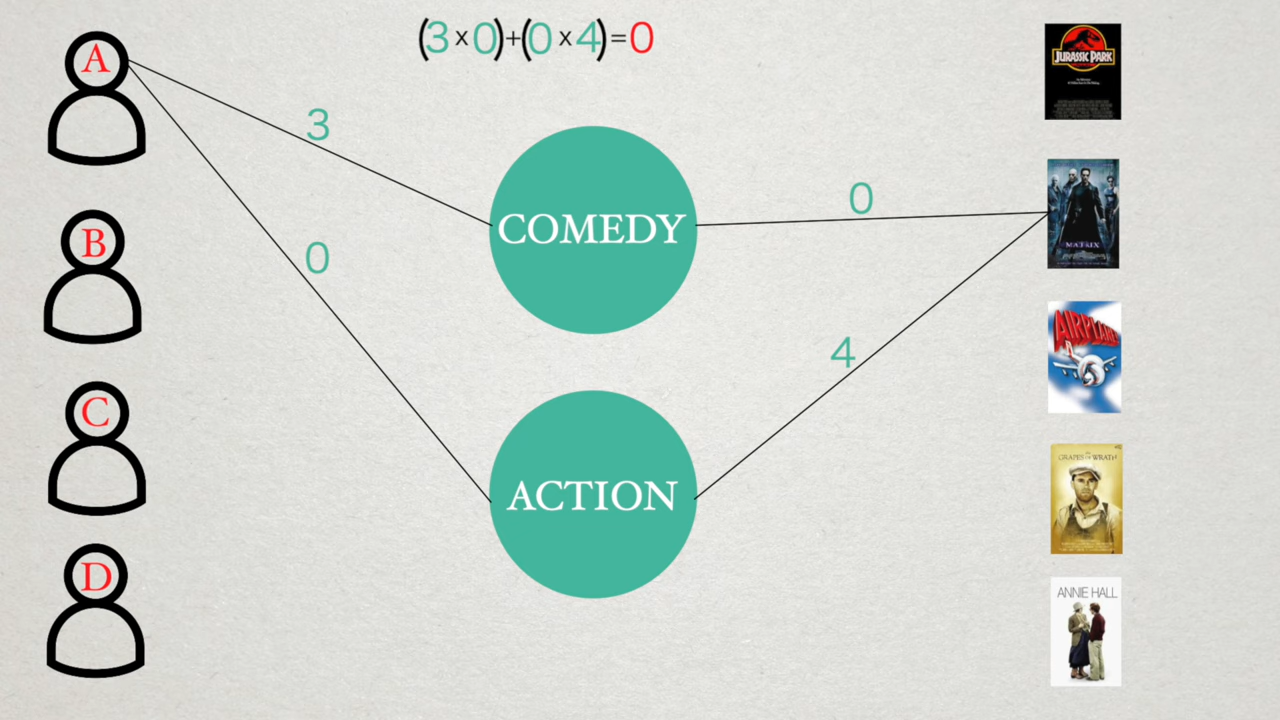 (3×0)+(0×4)=0
A
3
0
B
C
D
COMEDY
ACTION
0
4
JURASSIC PARK
MATRIX
AIRPLANE
GRAPES OF WRATH
ANNIE HALL